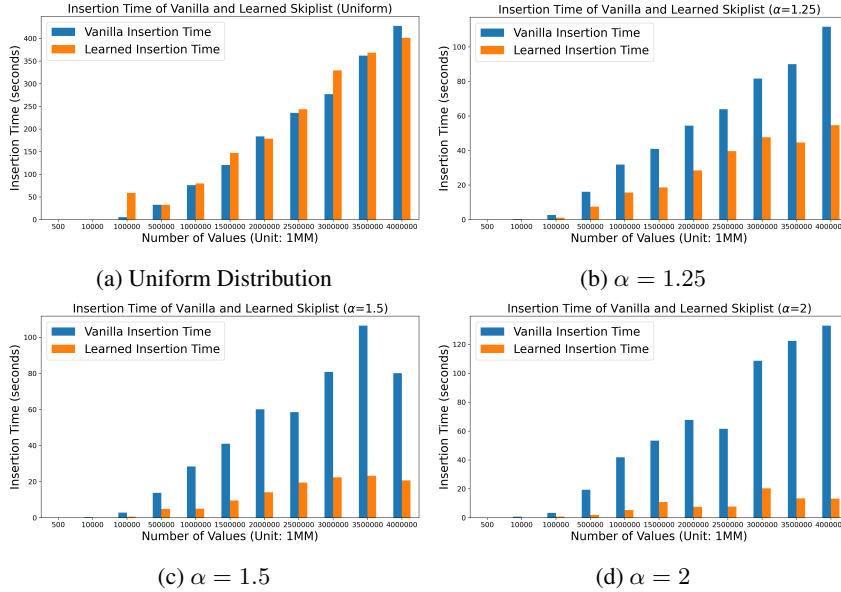 Insertion Time of Vanilla and Learned Skiplist (Uniform)
Vanilla Insertion Time
Learned Insertion Time
Insertion Time (seconds)
400
350
300
250
200
150
100
50
0
500 10000 100000 500000 1000000 1500000 2000000 2500000 3000000 3500000 4000000
Number of Values (Unit: 1MM)
(a) Uniform Distribution
Insertion Time of Vanilla and Learned Skiplist (α=1.25)
Vanilla Insertion Time
Learned Insertion Time
Insertion Time (seconds)
100
80
60
40
20
0
500 10000 100000 500000 1000000 1500000 2000000 2500000 3000000 3500000 4000000
Number of Values (Unit: 1MM)
(b) α = 1.25
Insertion Time of Vanilla and Learned Skiplist (α=1.5)
Vanilla Insertion Time
Learned Insertion Time
Insertion Time (seconds)
100
80
60
40
20
0
500 10000 100000 500000 1000000 1500000 2000000 2500000 3000000 3500000 4000000
Number of Values (Unit: 1MM)
(c) α = 1.5
Insertion Time of Vanilla and Learned Skiplist (α=2)
Vanilla Insertion Time
Learned Insertion Time
Insertion Time (seconds)
120
100
80
60
40
20
0
500 10000 100000 500000 1000000 1500000 2000000 2500000 3000000 3500000 4000000
Number of Values (Unit: 1MM)
(d) α = 2